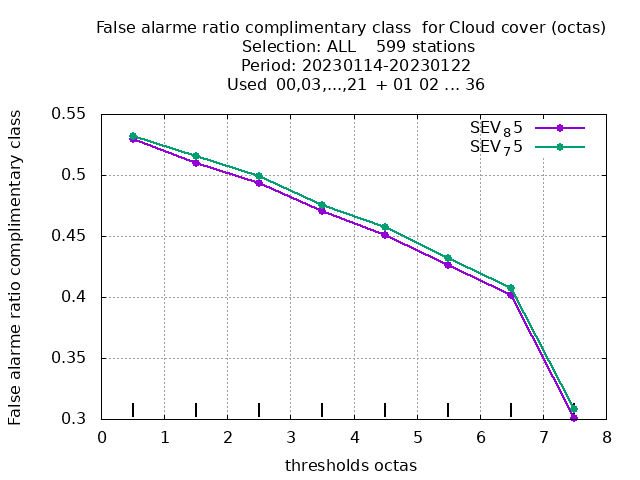 False alarme ratio complimentary class for Cloud cover (octas)
Selection: ALL 599 stations
Period: 20230114-20230122
Used 00,03,...,21 + 01 02 ... 36
False alarme ratio complimentary class
0.55
0.5
0.45
0.4
0.35
0.3
SEV₈5
SEV₇5
0 1 2 3 4 5 6 7 8
thresholds octas